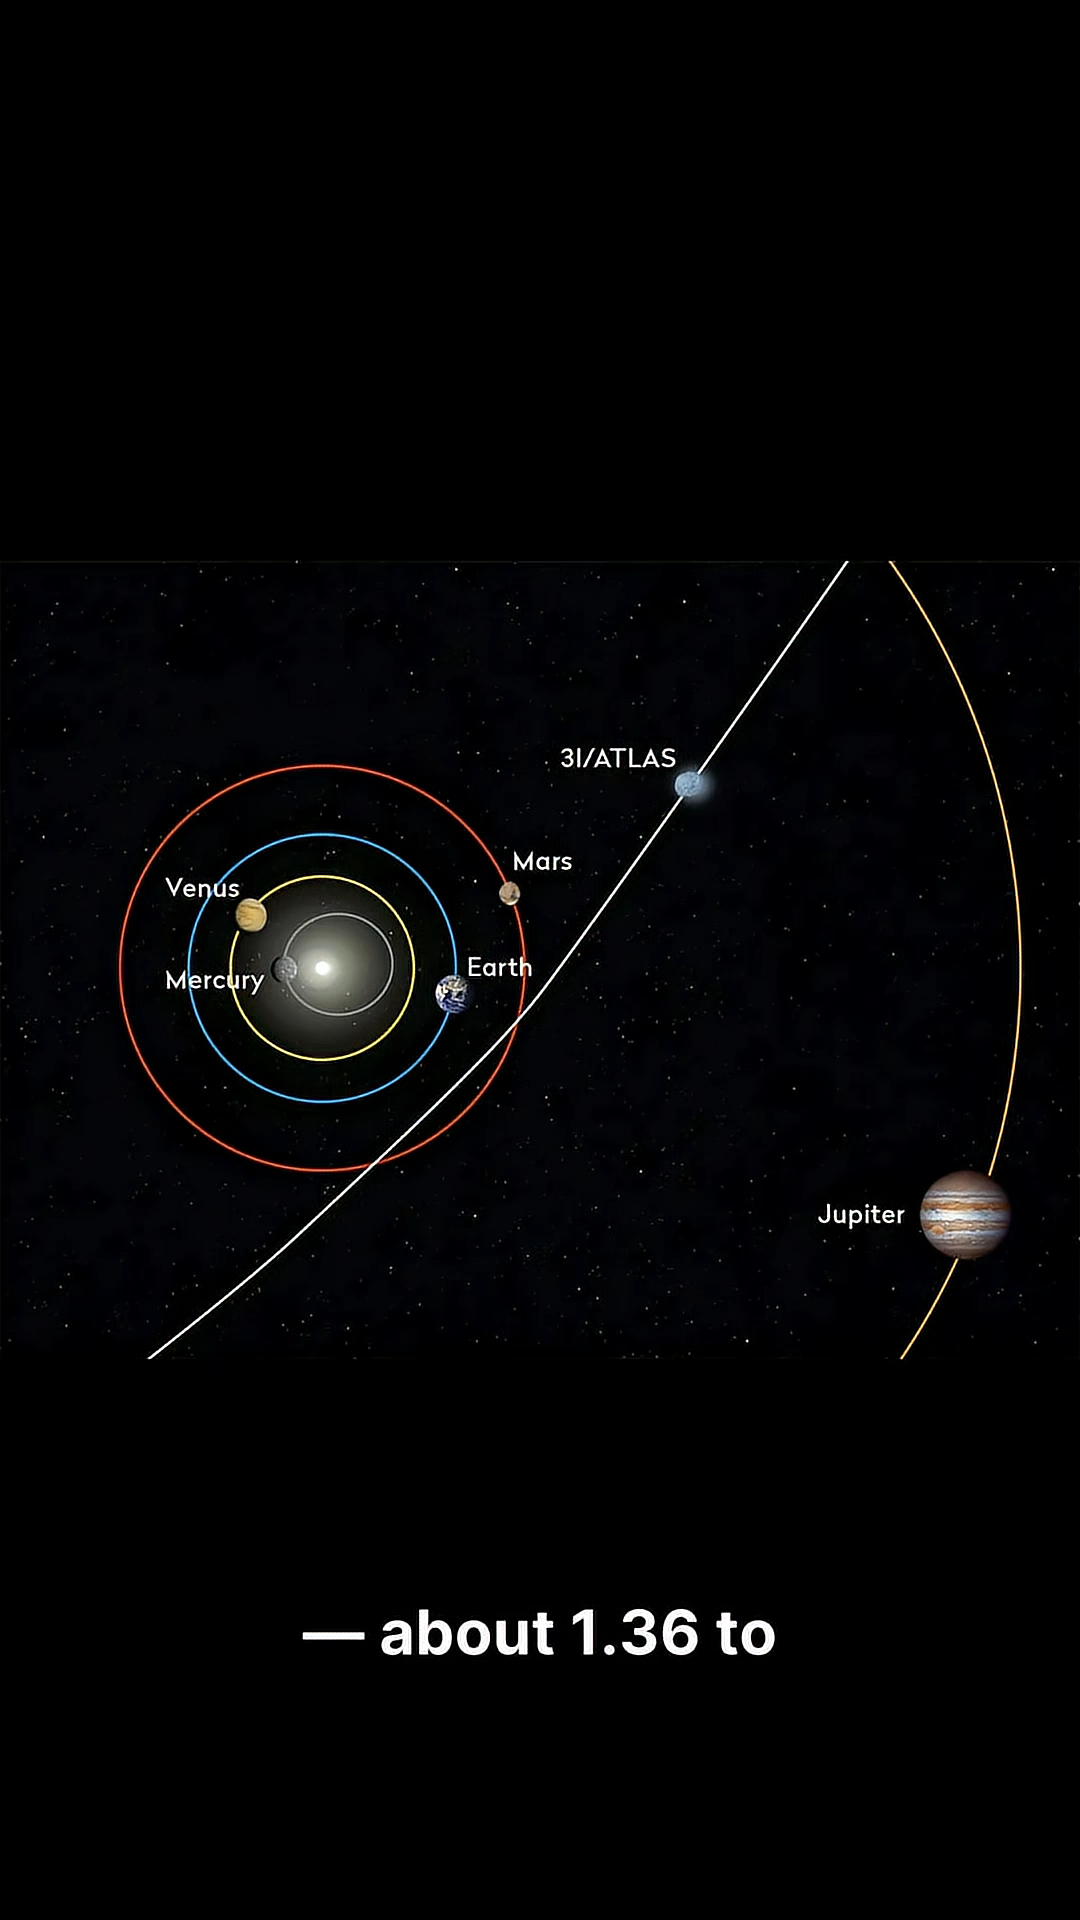 3I/ATLAS
Mars
Venus
Earth
Mercury
Jupiter
— about 1.36 to